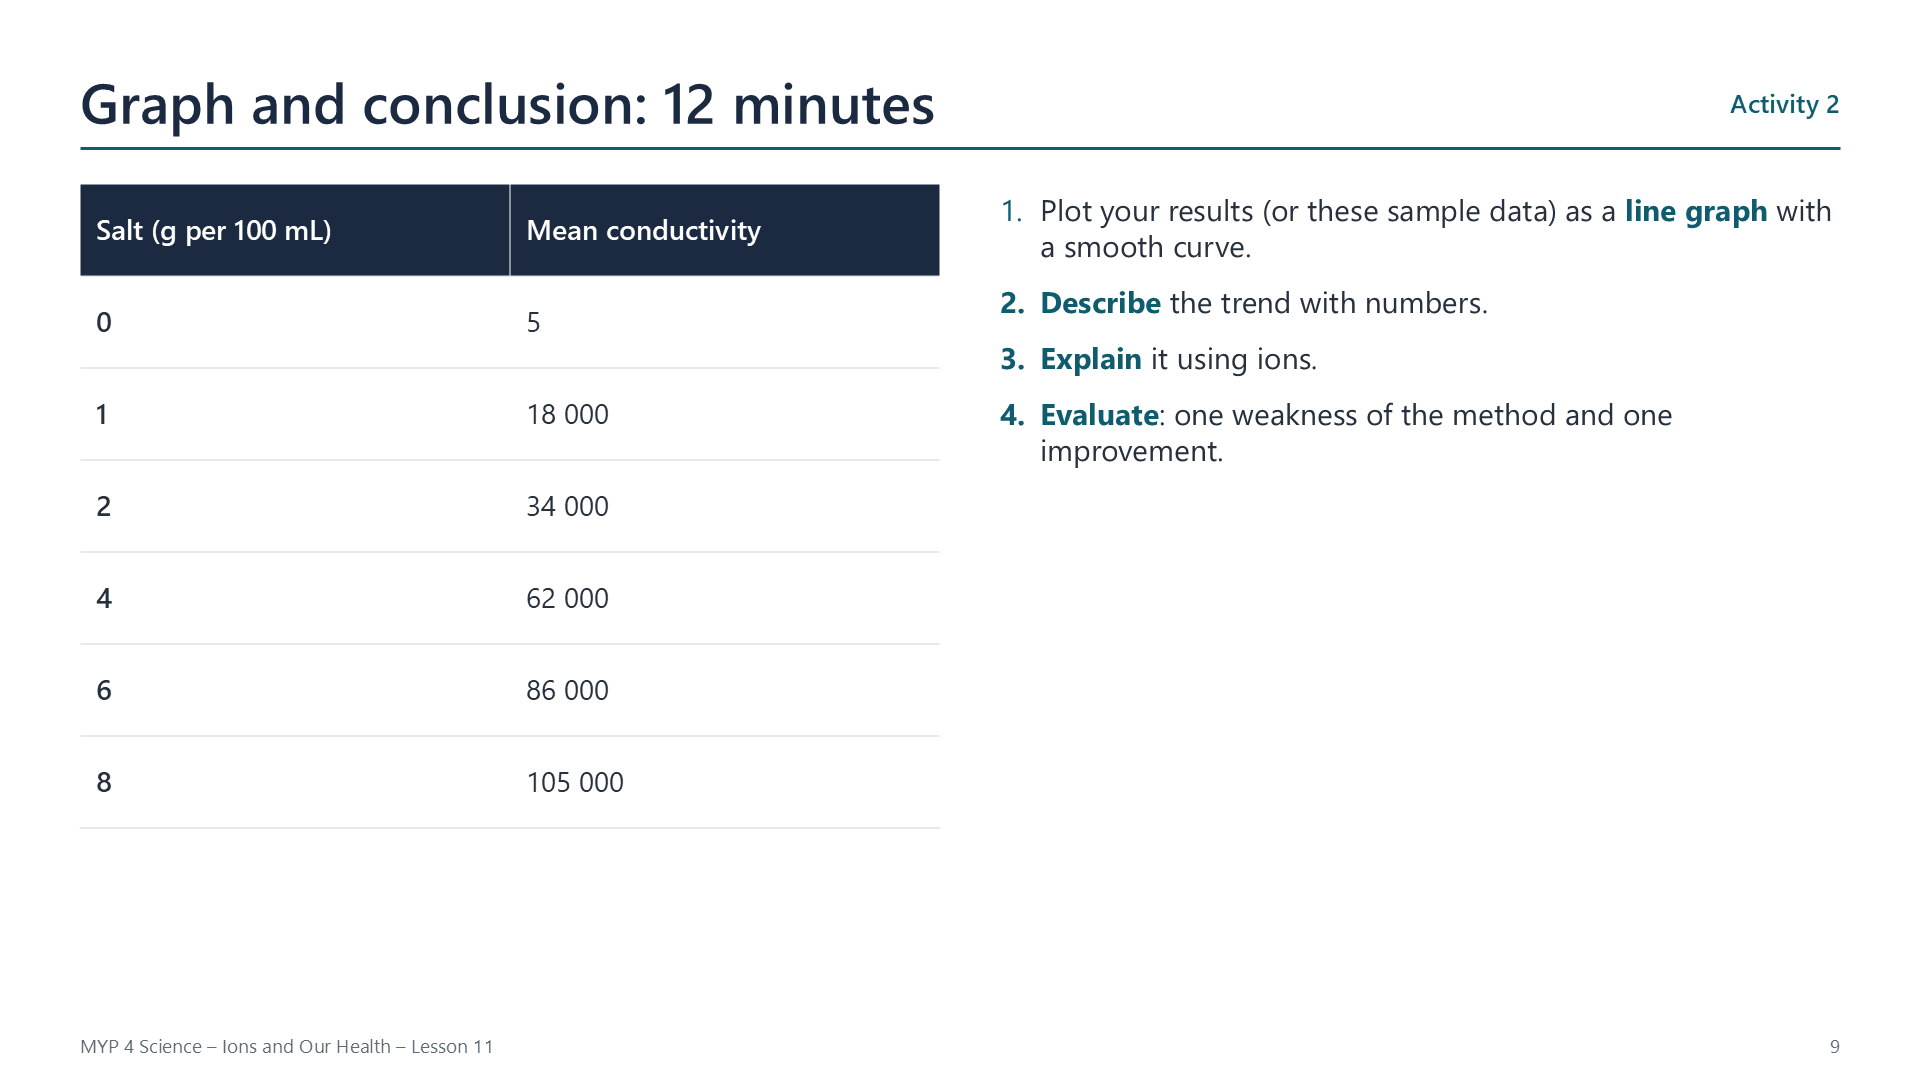 Graph and conclusion: 12 minutes
Activity 2
Salt (g per 100 mL) Mean conductivity
0 5
1 18 000
2 34 000
4 62 000
6 86 000
8 105 000
1. Plot your results (or these sample data) as a line graph with
a smooth curve.
2. Describe the trend with numbers.
3. Explain it using ions.
4. Evaluate: one weakness of the method and one
improvement.
MYP 4 Science – Ions and Our Health – Lesson 11
9